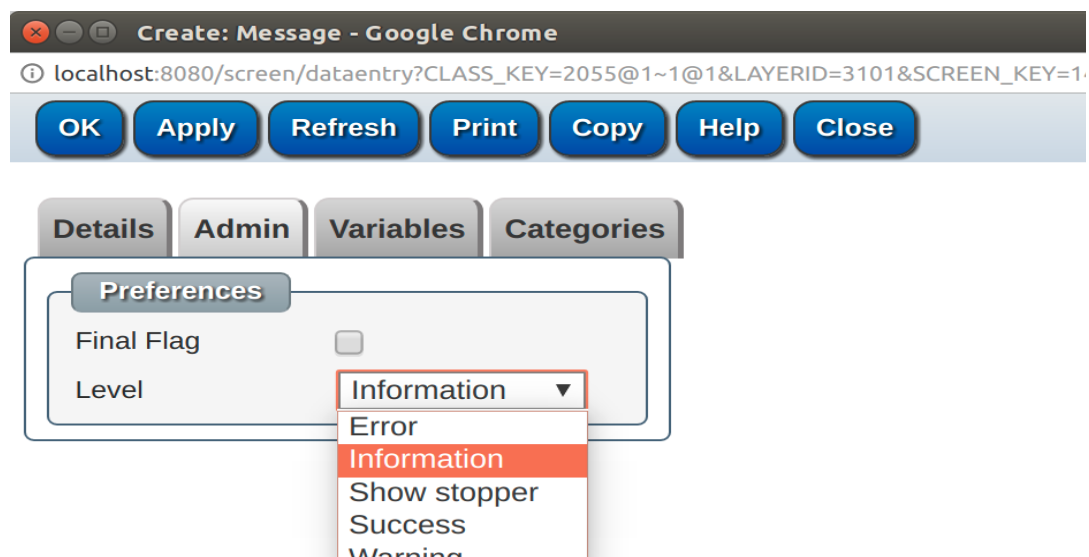 Create: Message - Google Chrome
localhost:8080/screen/dataentry?CLASS_KEY=2055@1~1@1&LAYERID=3101&SCREEN_KEY=1
OK Apply Refresh Print Copy Help Close
Details Admin Variables Categories
Preferences
Final Flag
Level Information
Error
Information
Show stopper
Success
Warning